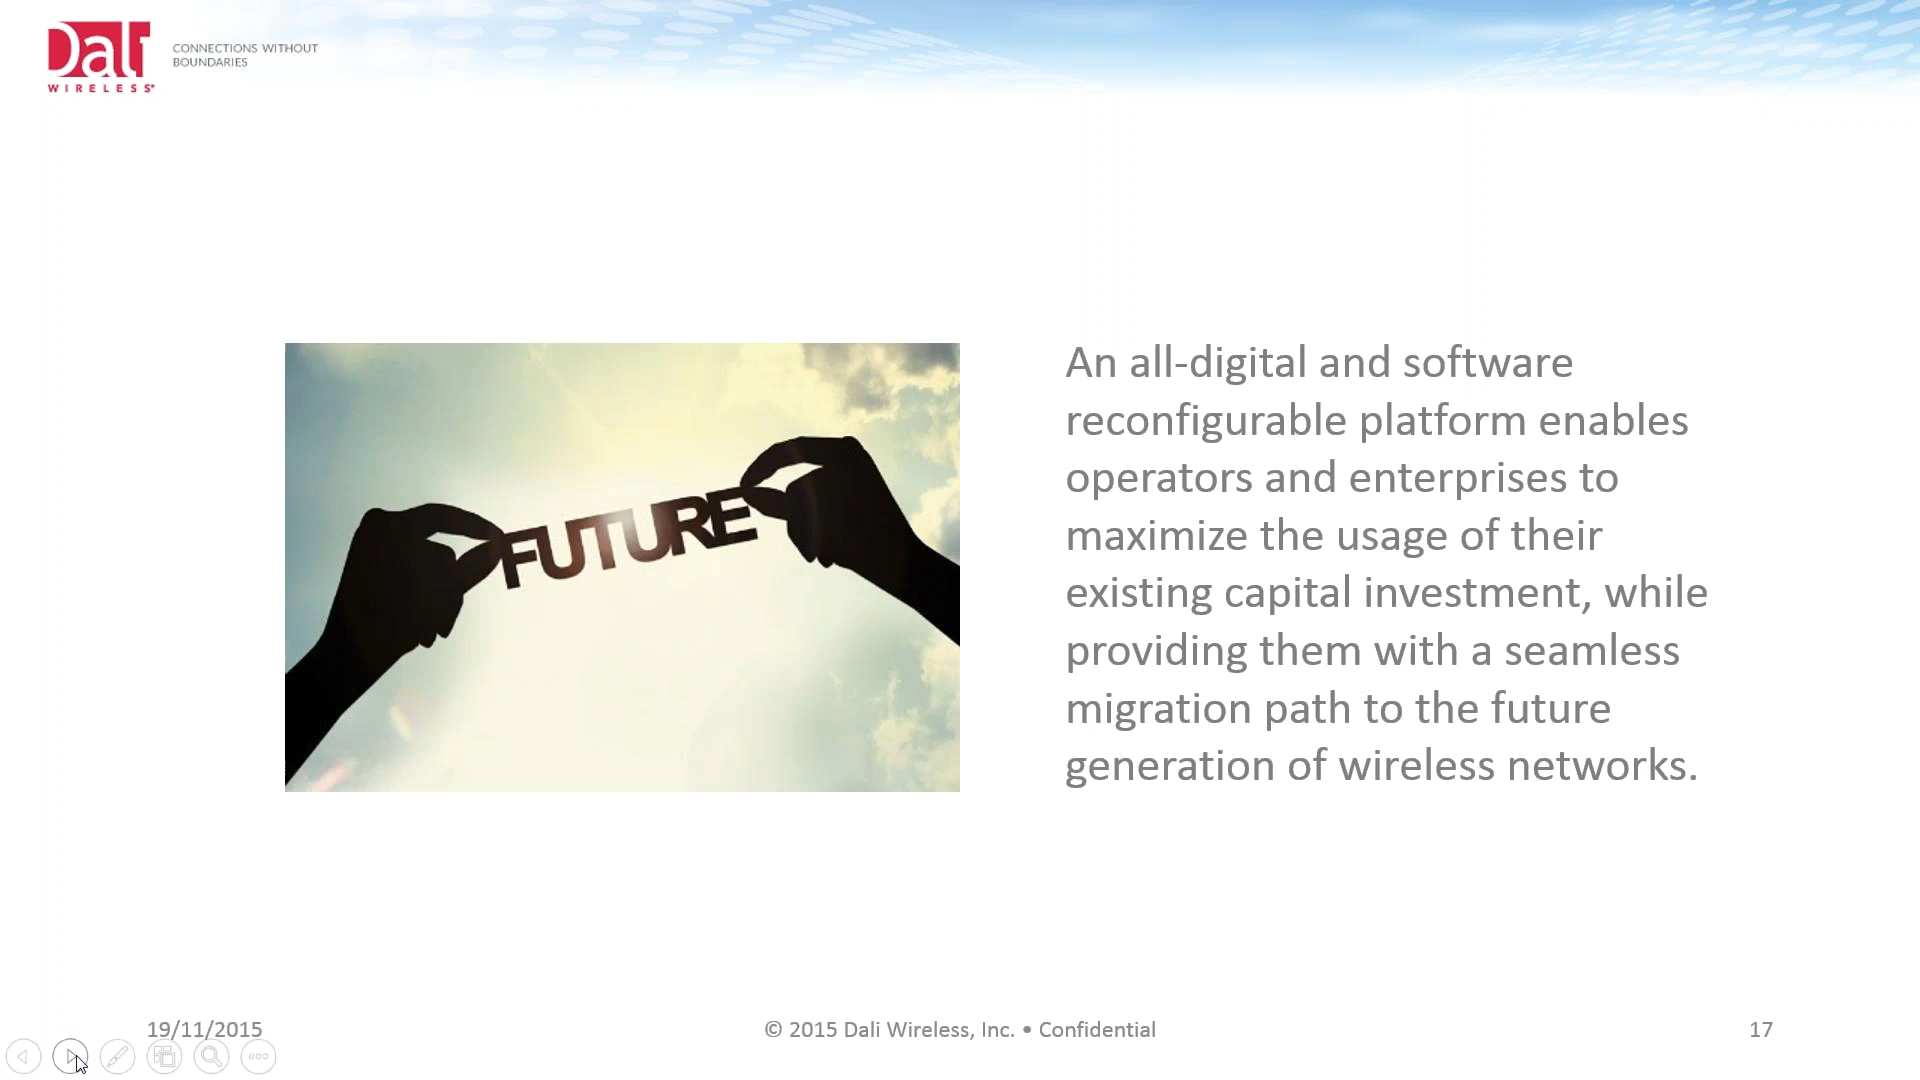 Dali
WIRELESS
CONNECTIONS WITHOUT
BOUNDARIES
FUTURE
An all-digital and software
reconfigurable platform enables
operators and enterprises to
maximize the usage of their
existing capital investment, while
providing them with a seamless
migration path to the future
generation of wireless networks.
19/11/2015
© 2015 Dali Wireless, Inc. • Confidential
17